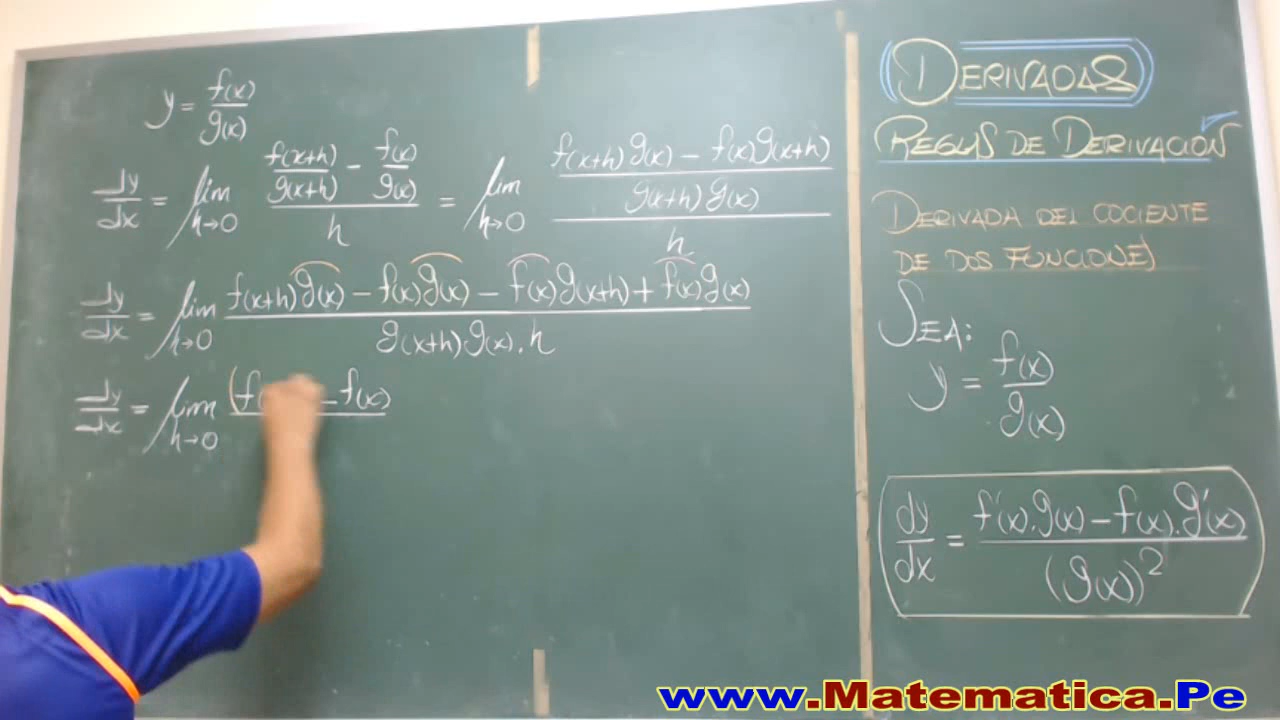 y = f(x)/g(x)
dy/dx = lim h→0 (f(x+h)/g(x+h) − f(x)/g(x))/h = lim h→0 ((f(x+h)g(x) − f(x)g(x+h))/(g(x+h)g(x)))/h
dy/dx = lim h→0 (f(x+h)g(x) − f(x)g(x) − f(x)g(x+h) + f(x)g(x))/(g(x+h)g(x).h)
dy/dx = lim h→0 (f( − f(x)
DERIVADAS
REGLAS DE DERIVACIÓN
DERIVADA DEL COCIENTE
DE DOS FUNCIONES
SEA:
y = f(x)/g(x)
dy/dx = (f'(x).g(x) − f(x).g'(x))/(g(x))²
www.Matematica.Pe